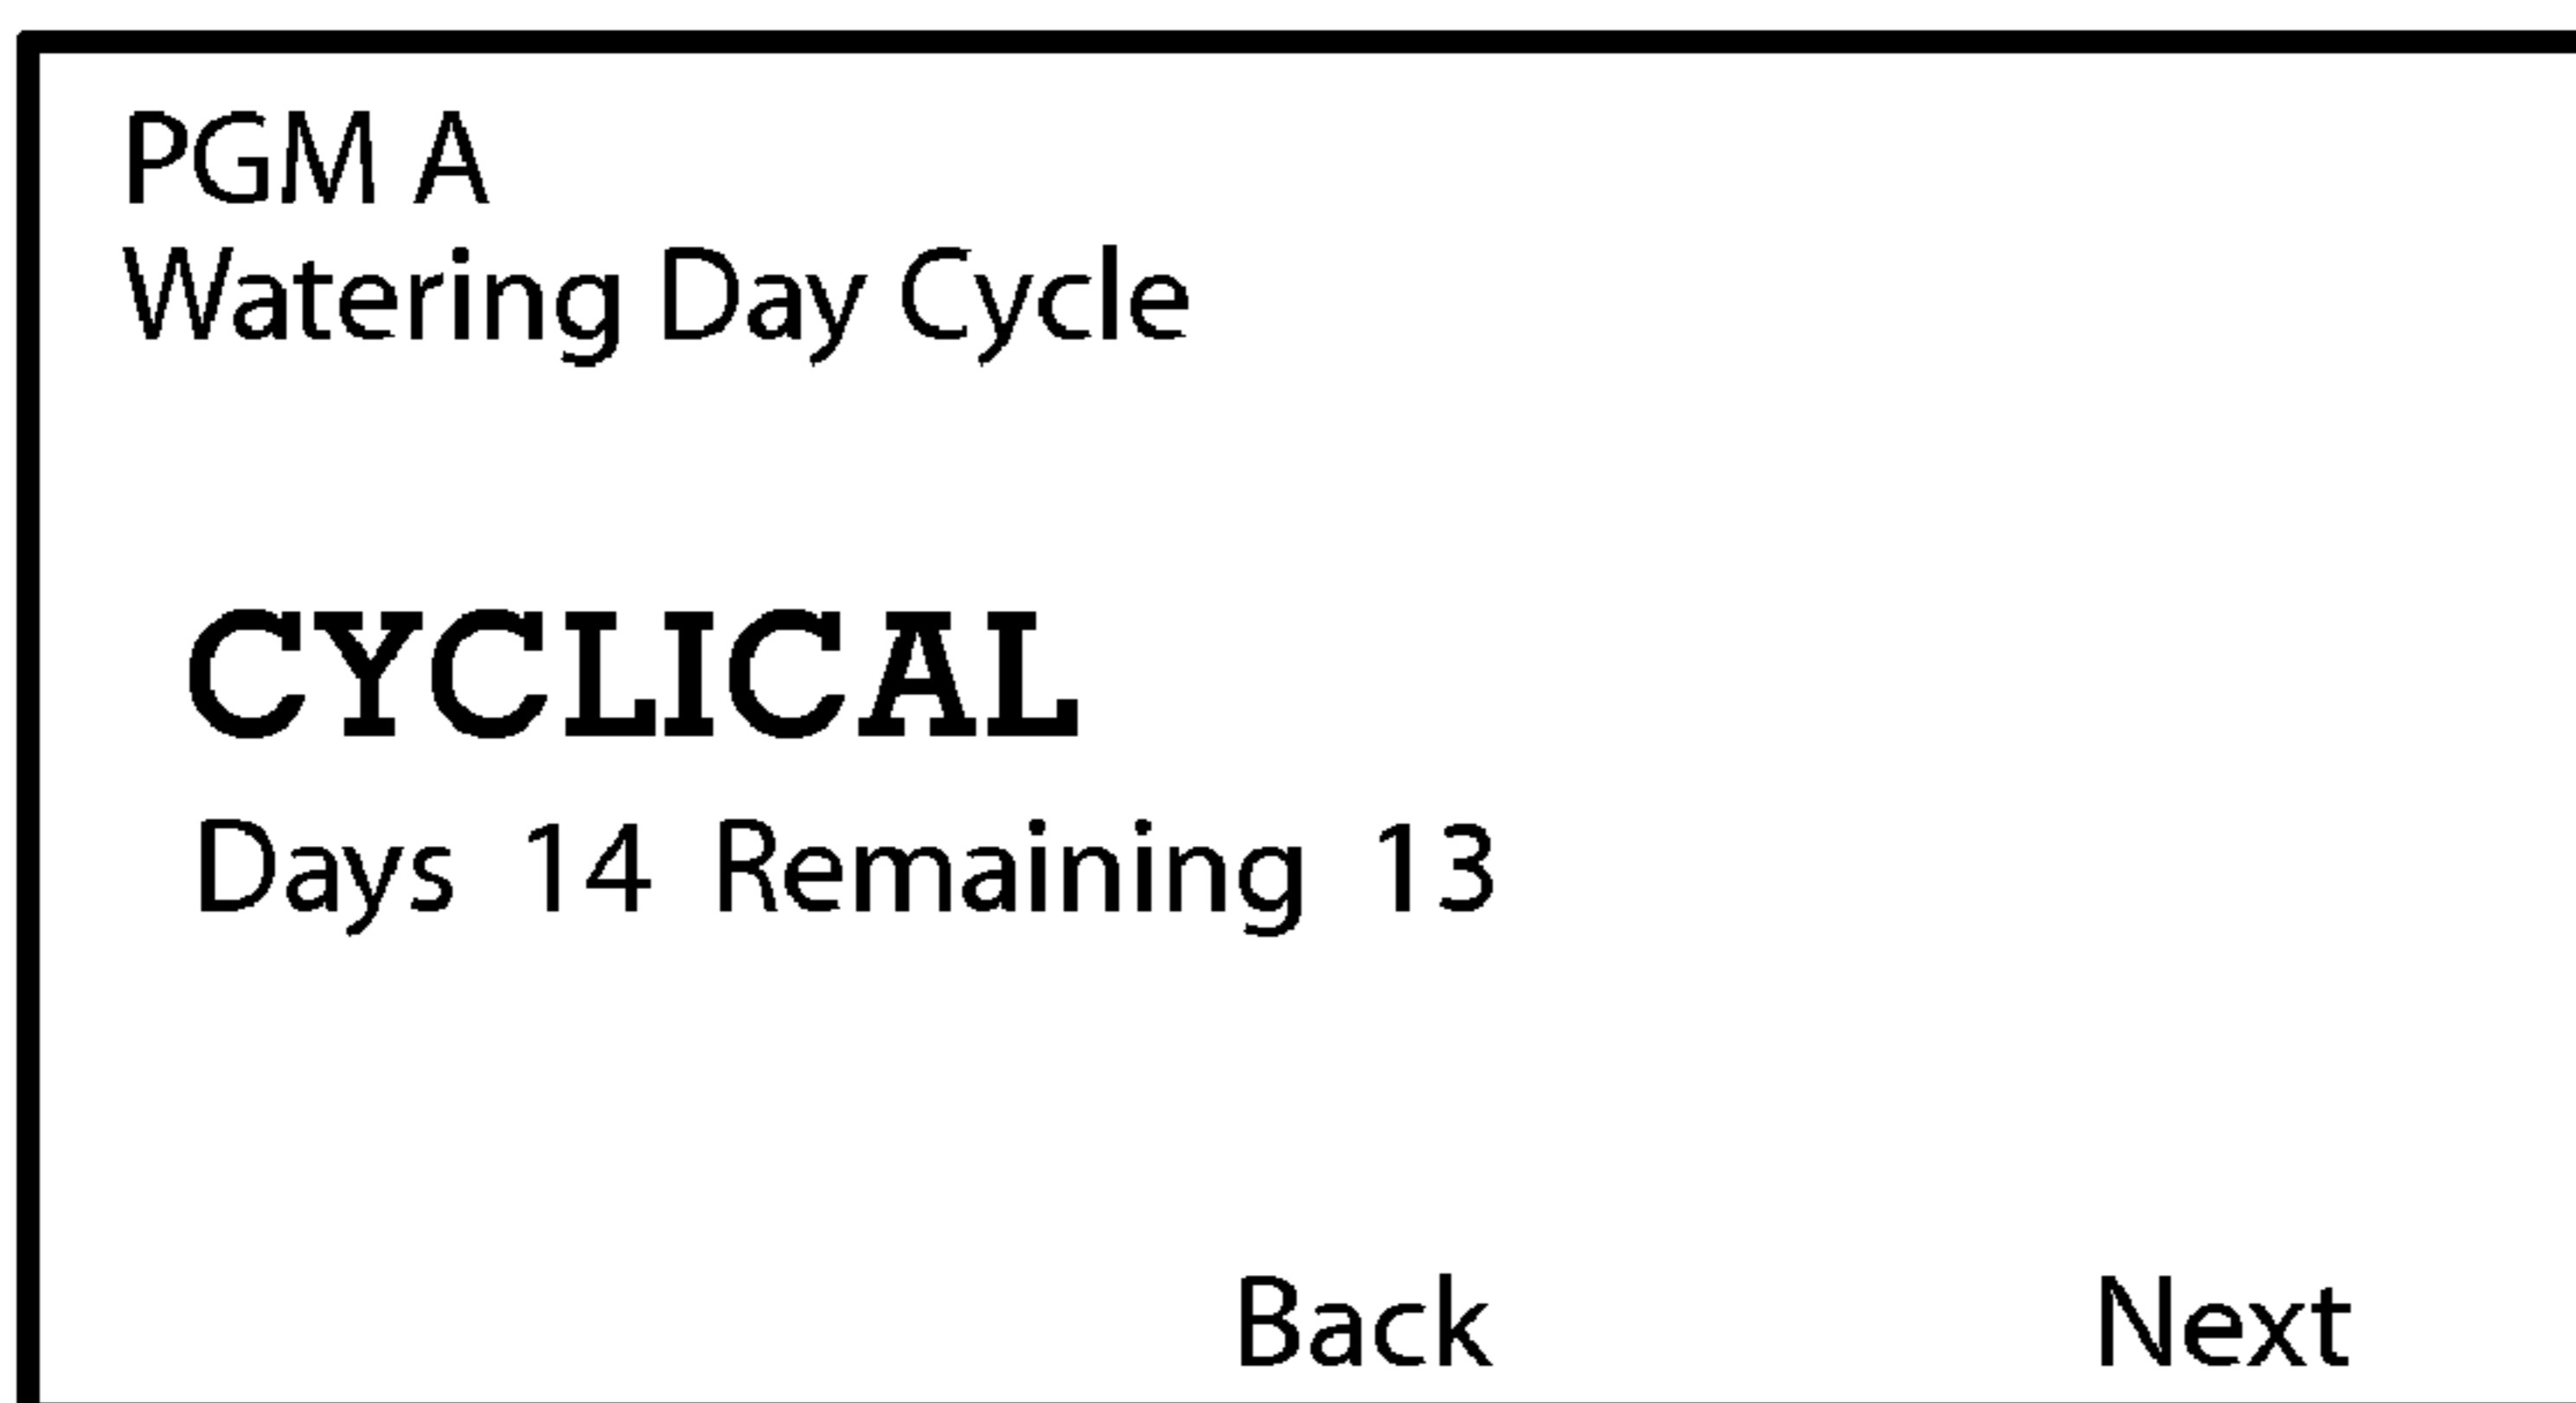 PGM A
Watering Day Cycle
CYCLICAL
Days 14 Remaining 13
Back Next